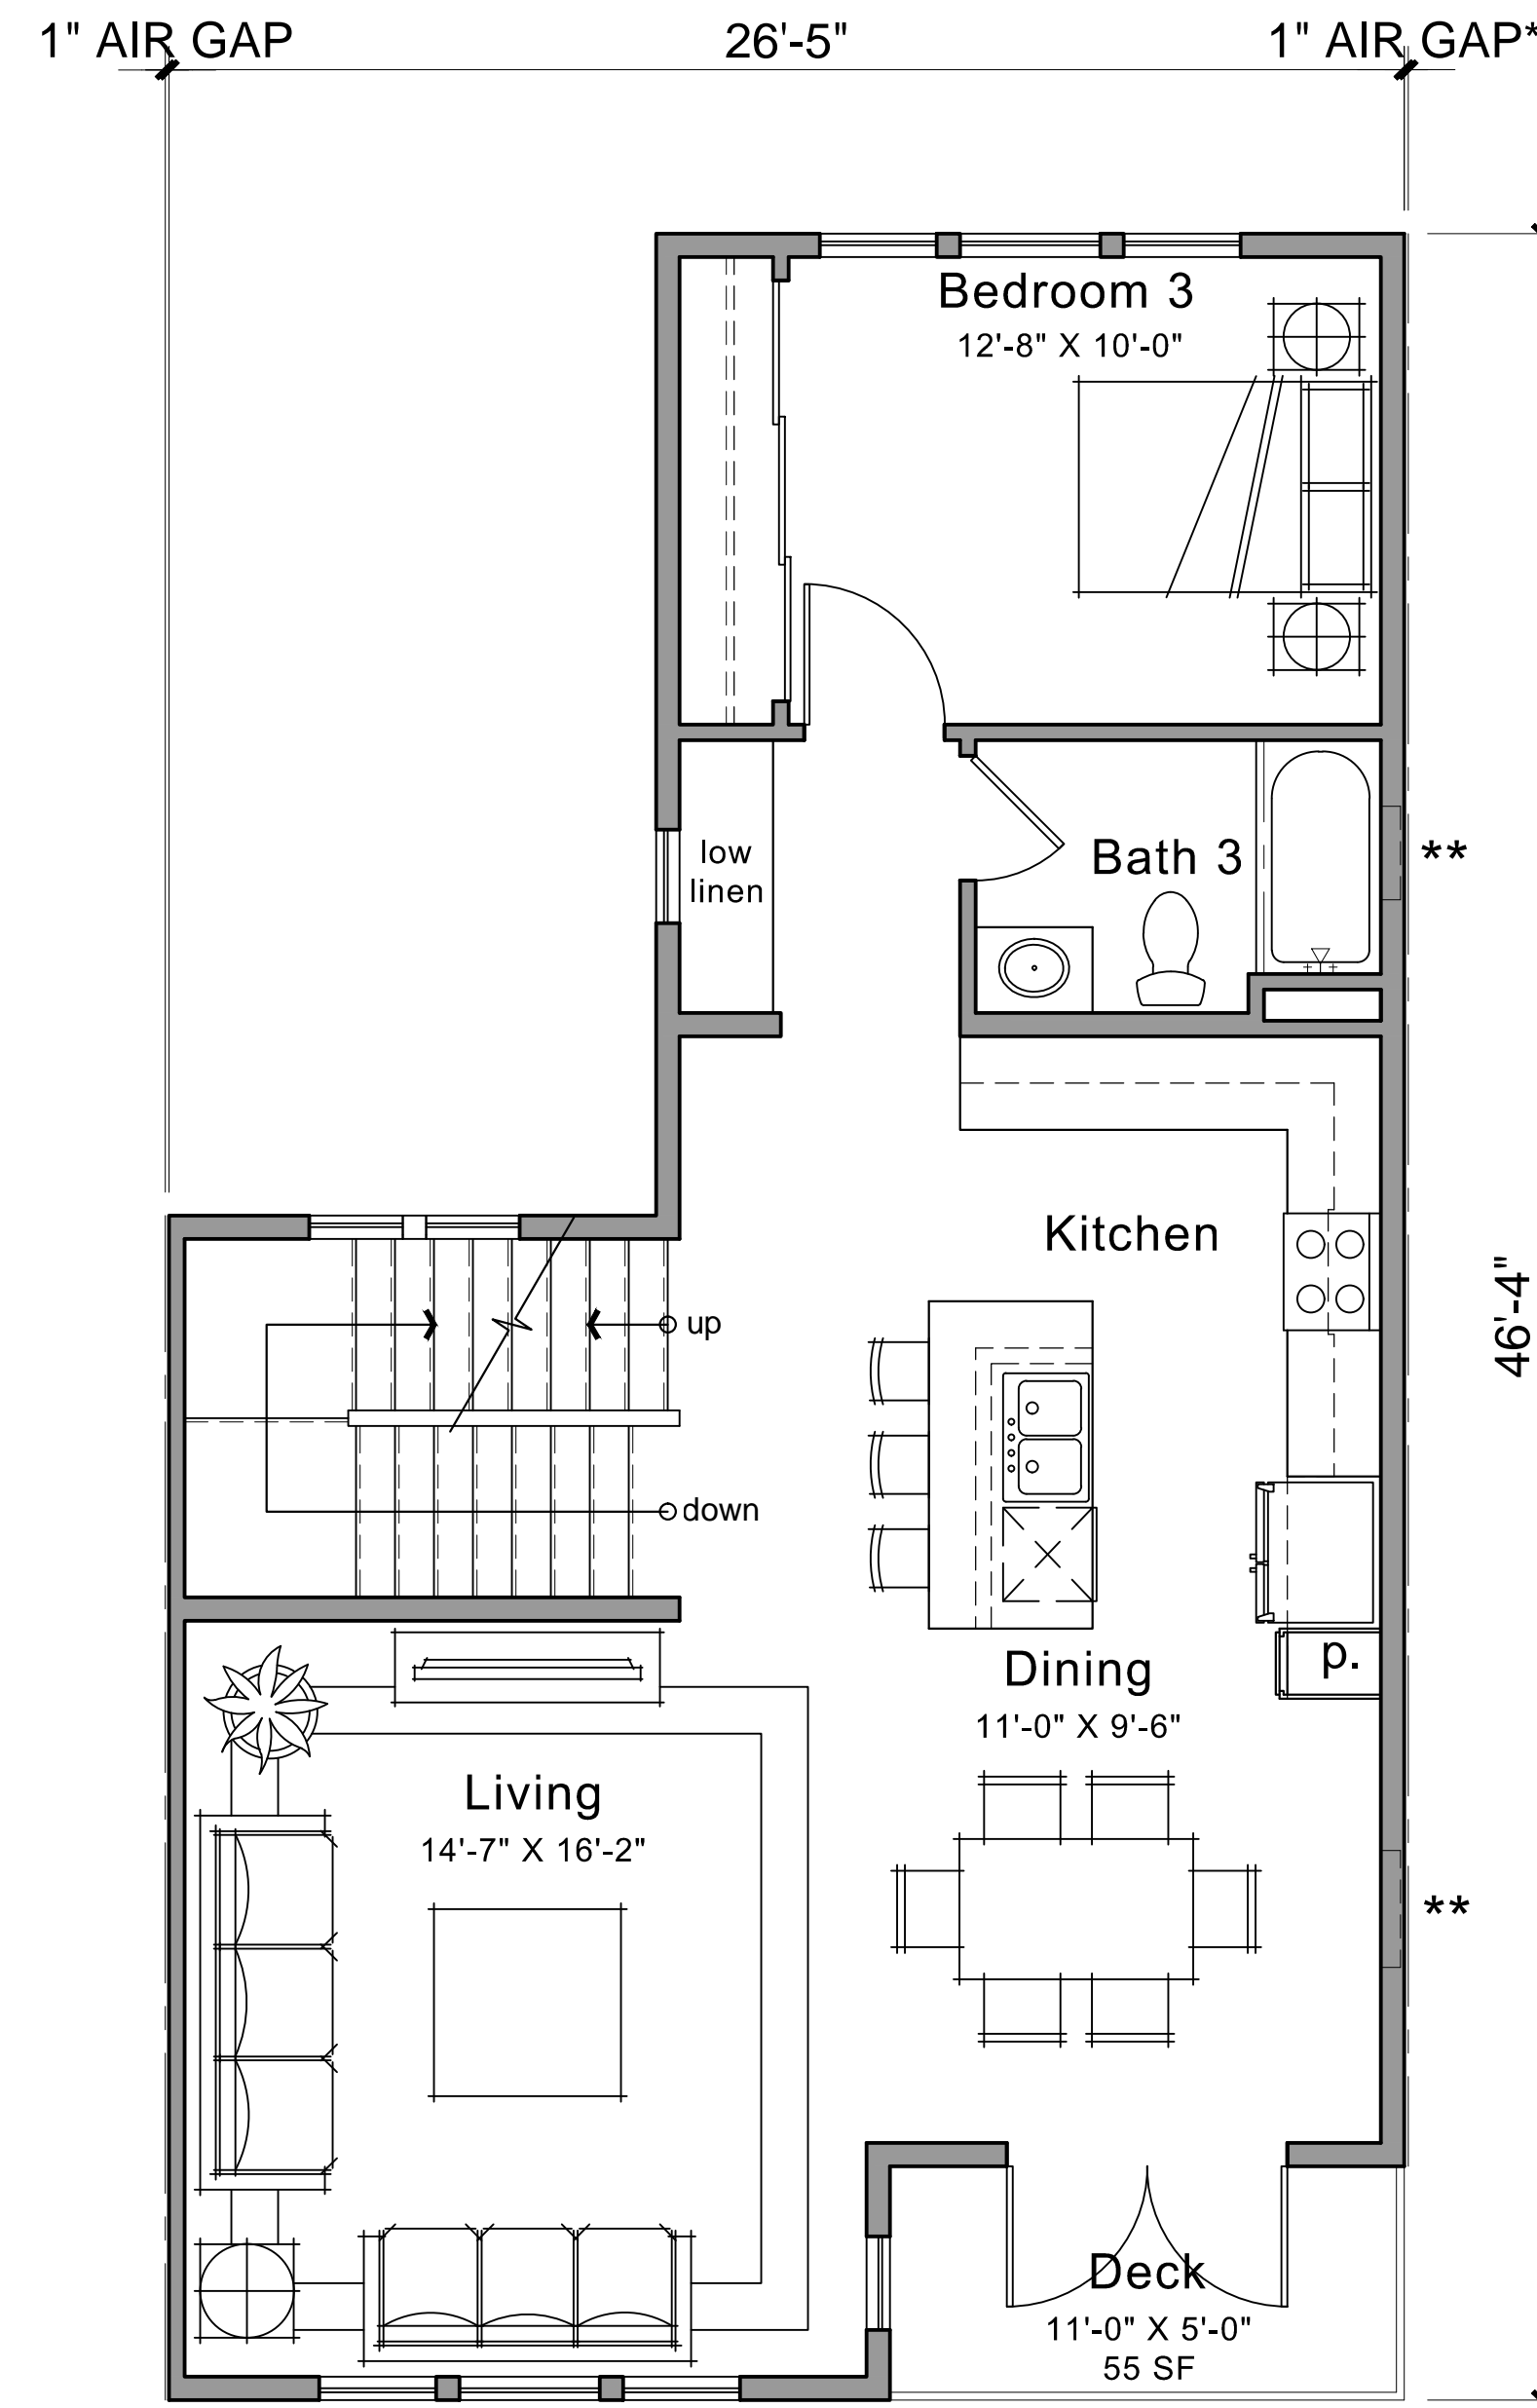 1" AIR GAP
26'-5"
1" AIR GAP*
Bedroom 3
12'-8" X 10'-0"
low
linen
Bath 3
**
Kitchen
46'-4"
up
down
p.
Dining
11'-0" X 9'-6"
Living
14'-7" X 16'-2"
**
Deck
11'-0" X 5'-0"
55 SF